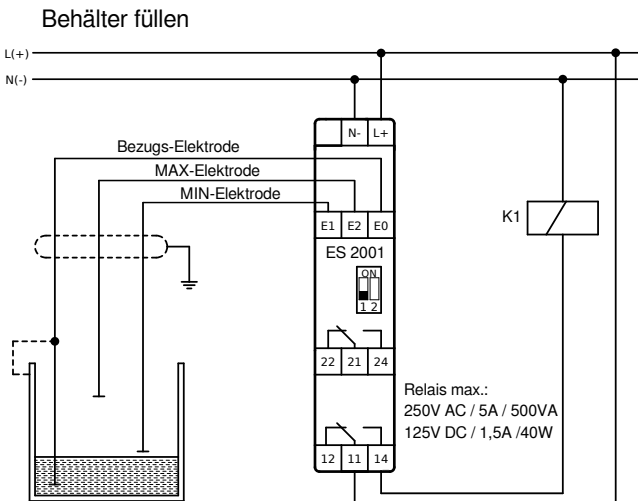 Behälter füllen
L(+)
N(-)
N- L+
Bezugs-Elektrode
MAX-Elektrode
MIN-Elektrode
E1 E2 E0
K1
ES 2001
ON
1 2
22 21 24
Relais max.:
250V AC / 5A / 500VA
125V DC / 1,5A /40W
12 11 14